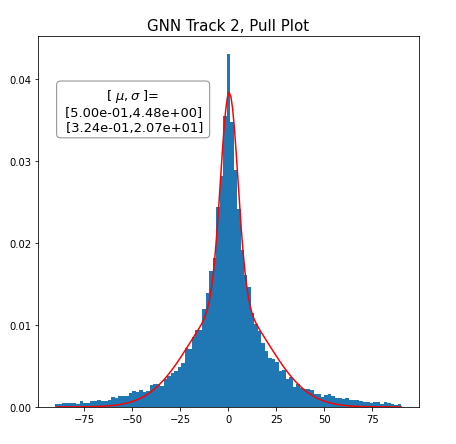 GNN Track 2, Pull Plot
[ μ, σ ]=
[5.00e-01,4.48e+00]
[3.24e-01,2.07e+01]
0.04
0.03
0.02
0.01
0.00
−75 −50 −25 0 25 50 75